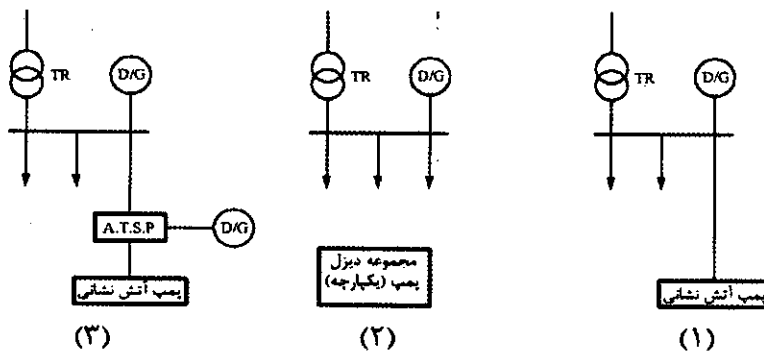 TR
D/G
A.T.S.P
D/G
پمپ آتش نشانی
(۳)
TR
D/G
مجموعه دیزل
پمپ (یکپارچه)
(۲)
TR
D/G
پمپ آتش نشانی
(۱)